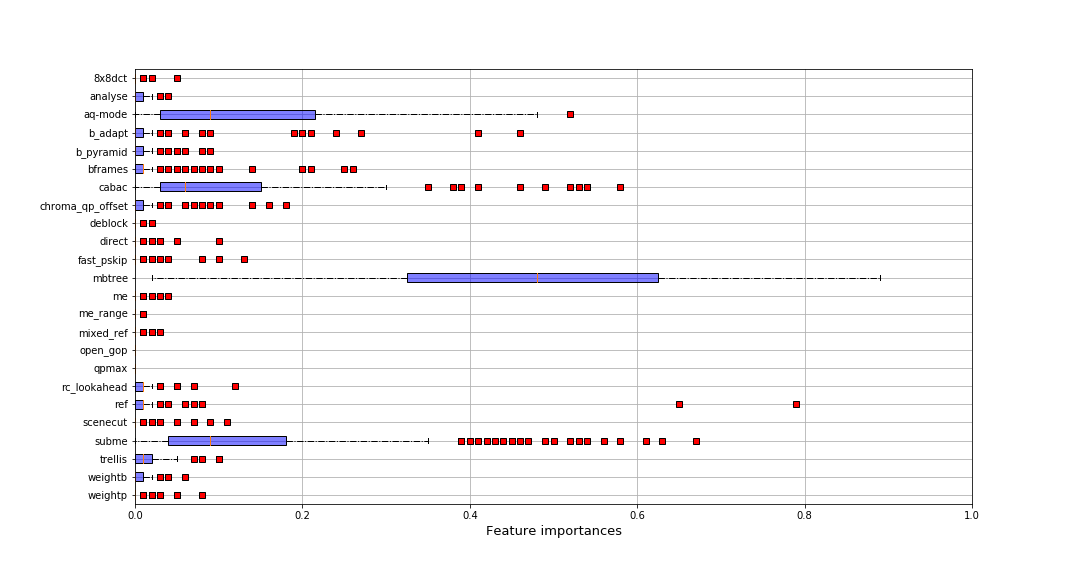 8x8dct
analyse
aq-mode
b_adapt
b_pyramid
bframes
cabac
chroma_qp_offset
deblock
direct
fast_pskip
mbtree
me
me_range
mixed_ref
open_gop
qpmax
rc_lookahead
ref
scenecut
subme
trellis
weightb
weightp
0.0 0.2 0.4 0.6 0.8 1.0
Feature importances